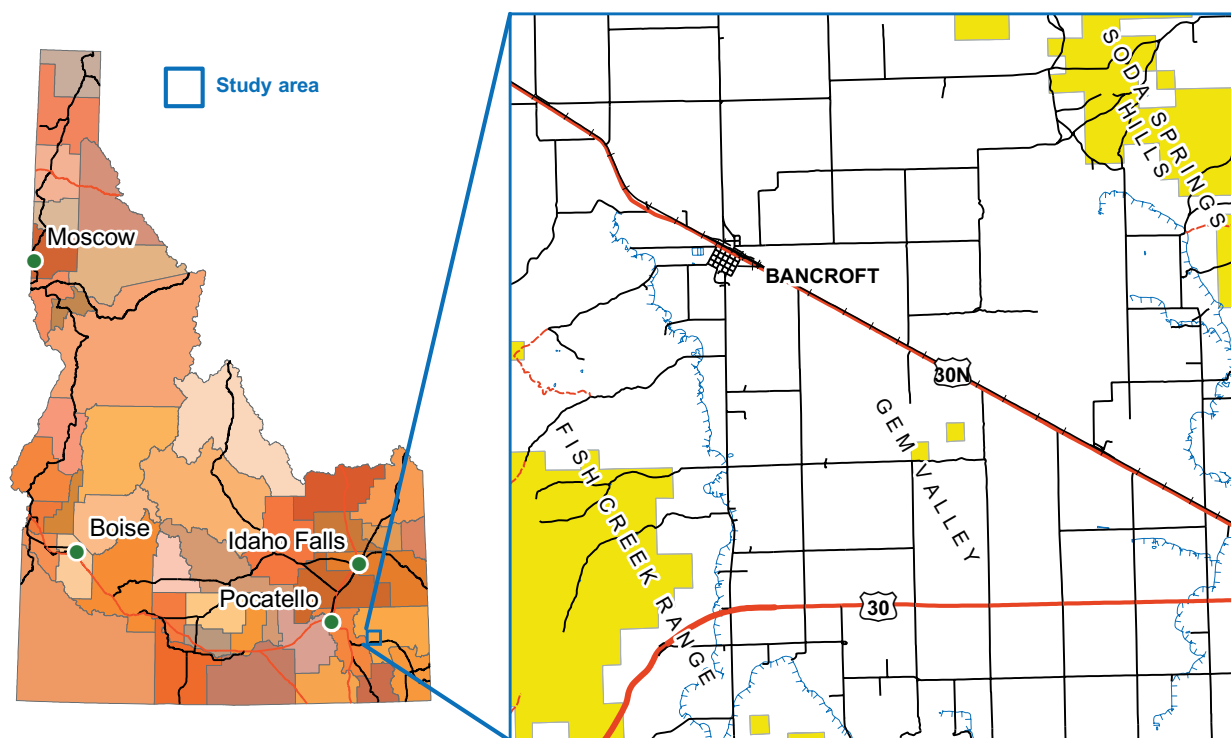 Study area
Moscow
Boise
Idaho Falls
Pocatello
SODA SPRINGS
HILLS
BANCROFT
30N
GEM VALLEY
FISH CREEK RANGE
30